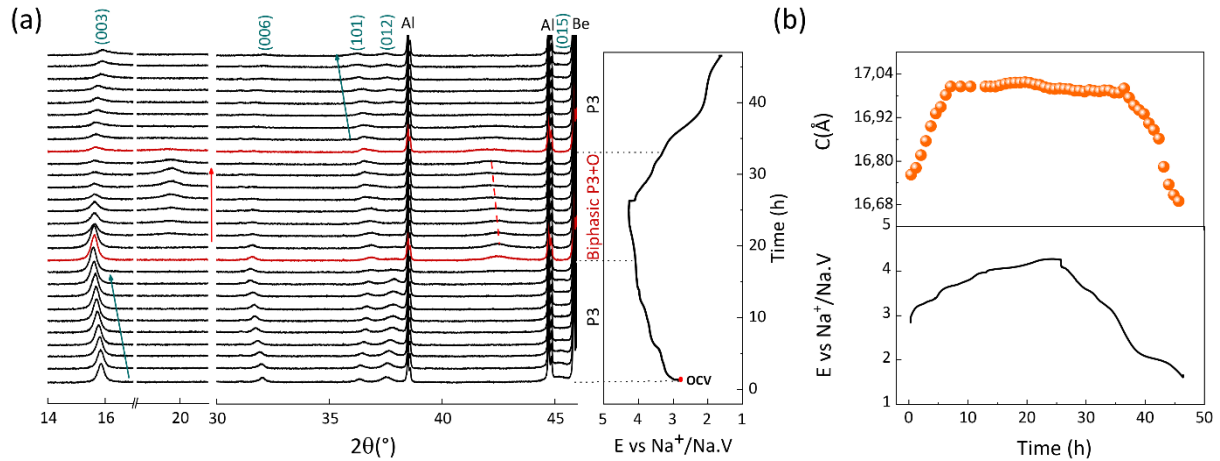 (a)
(003)
(006)
(101)
(012)
Al
Al
(015)
Be
P3
Biphasic P3+O
P3
40
30
20
10
0
Time (h)
OCV
14
16
20
30
35
40
45
2θ(°)
5
4
3
2
1
E vs Na⁺/Na.V
(b)
17,04
16,92
16,80
16,68
C(Å)
5
4
3
2
1
E vs Na⁺/Na.V
0
10
20
30
40
50
Time (h)